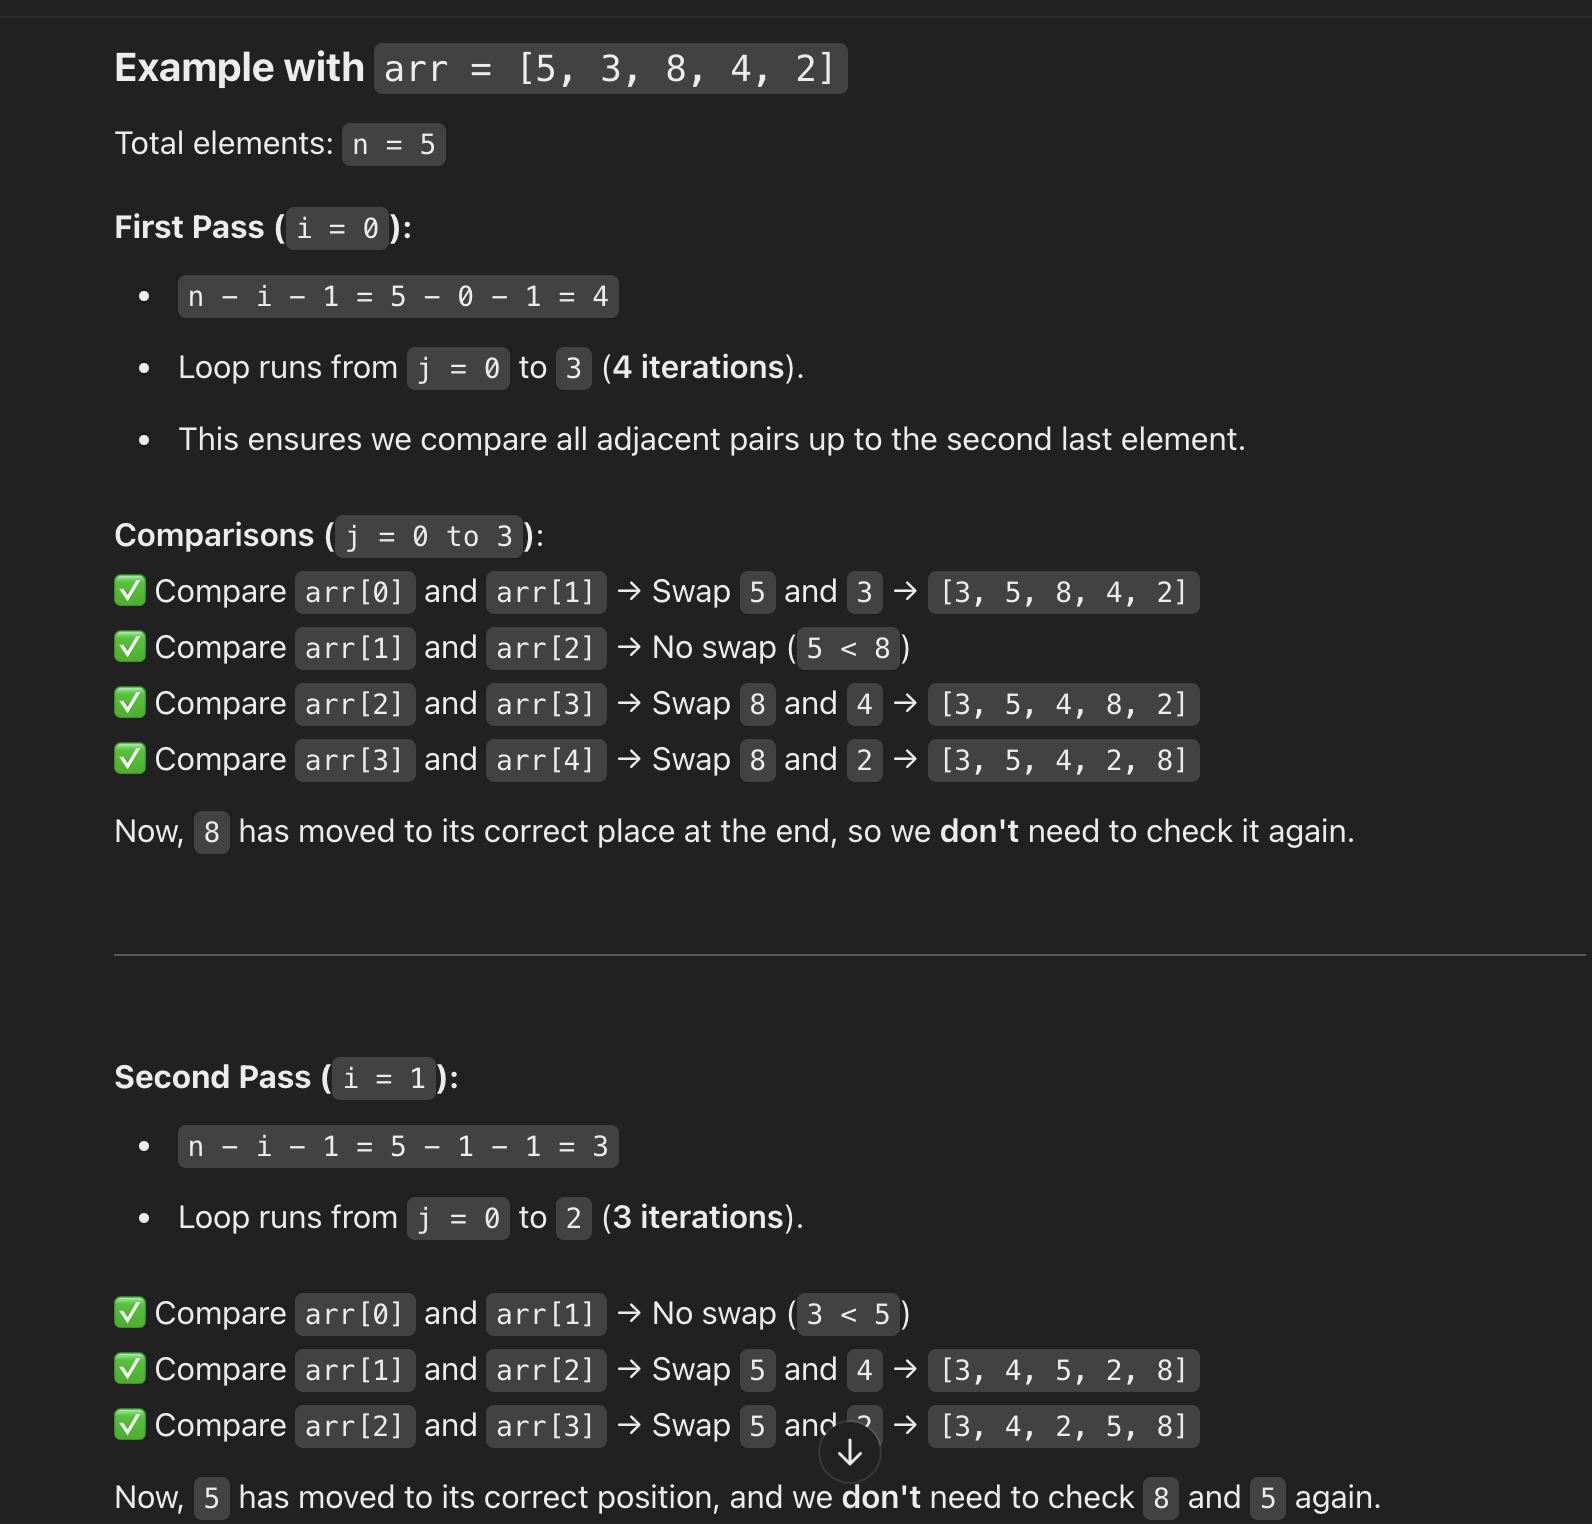 Example with arr = [5, 3, 8, 4, 2]
Total elements: n = 5
First Pass (i = 0):
• n - i - 1 = 5 - 0 - 1 = 4
• Loop runs from j = 0 to 3 (4 iterations).
• This ensures we compare all adjacent pairs up to the second last element.
Comparisons (j = 0 to 3):
✅ Compare arr[0] and arr[1] → Swap 5 and 3 → [3, 5, 8, 4, 2]
✅ Compare arr[1] and arr[2] → No swap (5 < 8)
✅ Compare arr[2] and arr[3] → Swap 8 and 4 → [3, 5, 4, 8, 2]
✅ Compare arr[3] and arr[4] → Swap 8 and 2 → [3, 5, 4, 2, 8]
Now, 8 has moved to its correct place at the end, so we don't need to check it again.
Second Pass (i = 1):
• n - i - 1 = 5 - 1 - 1 = 3
• Loop runs from j = 0 to 2 (3 iterations).
✅ Compare arr[0] and arr[1] → No swap (3 < 5)
✅ Compare arr[1] and arr[2] → Swap 5 and 4 → [3, 4, 5, 2, 8]
✅ Compare arr[2] and arr[3] → Swap 5 and 2 → [3, 4, 2, 5, 8]
Now, 5 has moved to its correct position, and we don't need to check 8 and 5 again.